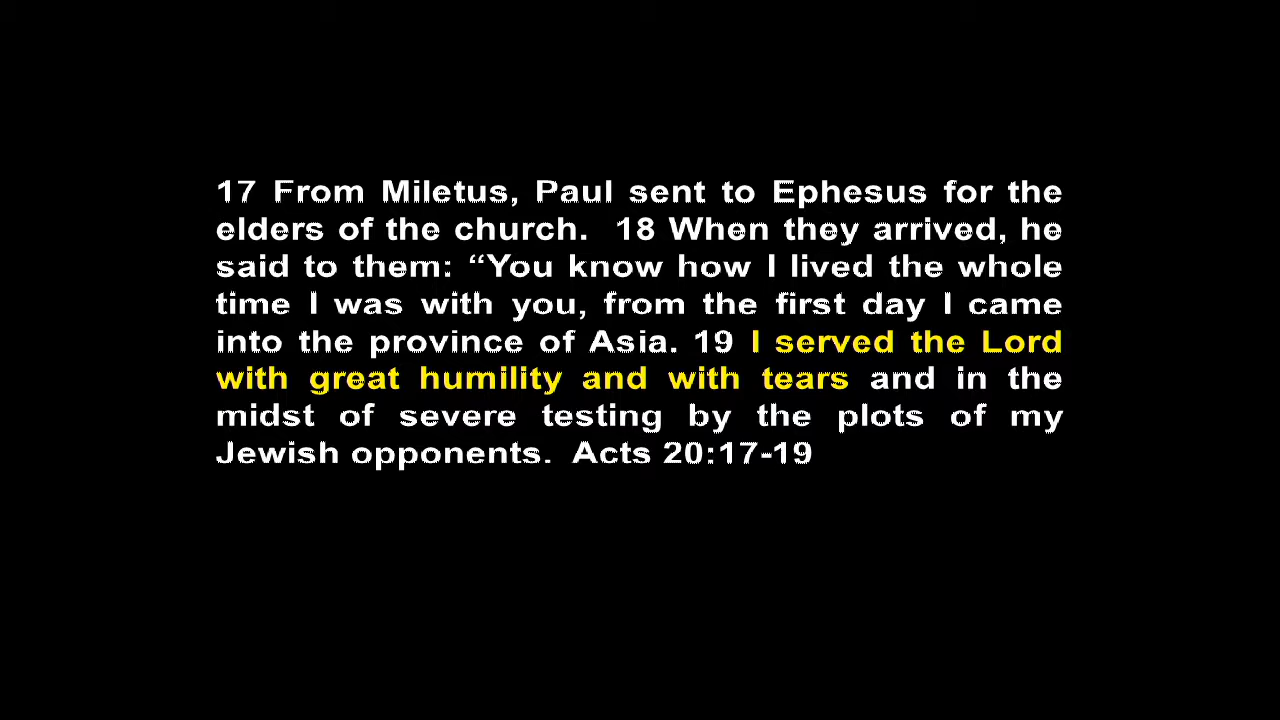 17 From Miletus, Paul sent to Ephesus for the
elders of the church.  18 When they arrived, he
said to them: “You know how I lived the whole
time I was with you, from the first day I came
into the province of Asia. 19 I served the Lord
with great humility and with tears and in the
midst of severe testing by the plots of my
Jewish opponents.  Acts 20:17-19